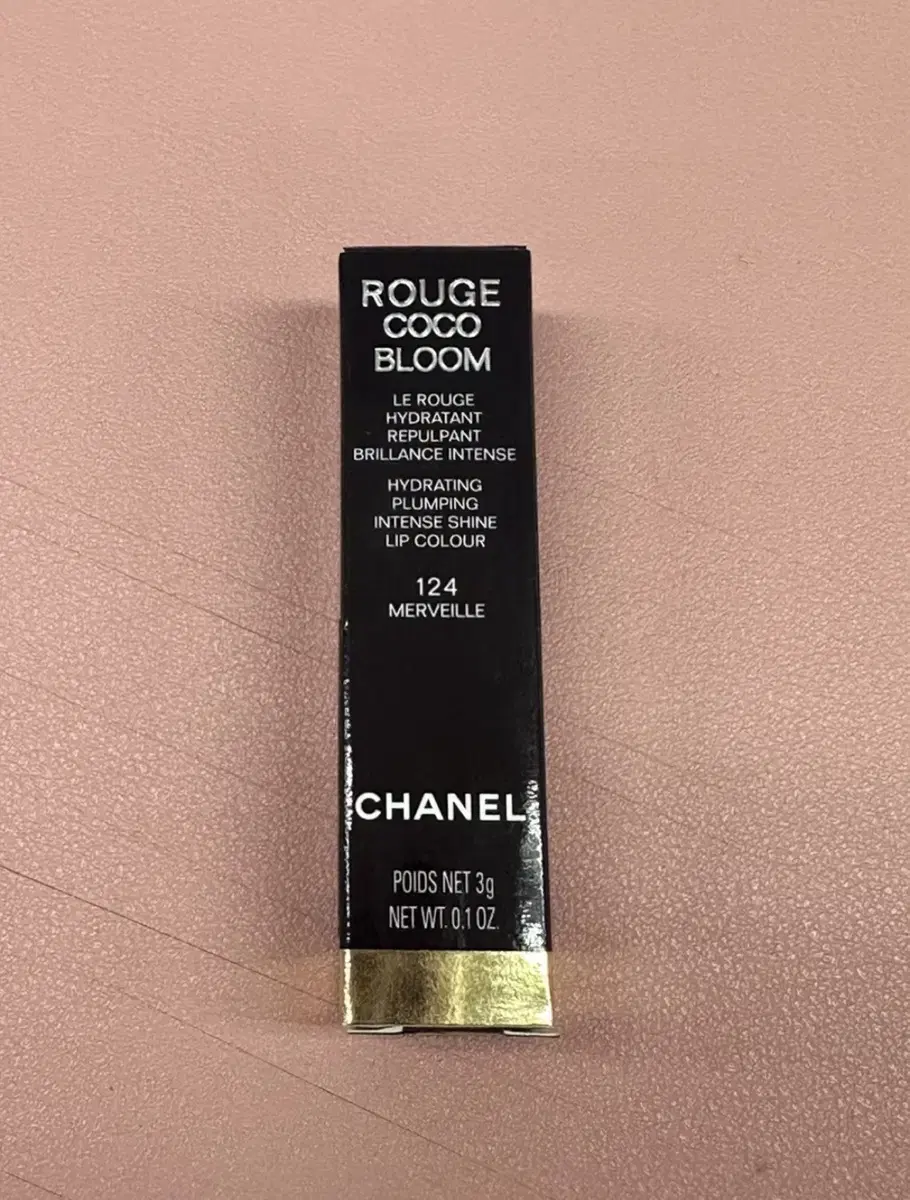 ROUGE
COCO
BLOOM
LE ROUGE
HYDRATANT
REPULPANT
BRILLANCE INTENSE
HYDRATING
PLUMPING
INTENSE SHINE
LIP COLOUR
124
MERVEILLE
CHANEL
POIDS NET 3g
NET WT. 0.1 OZ.